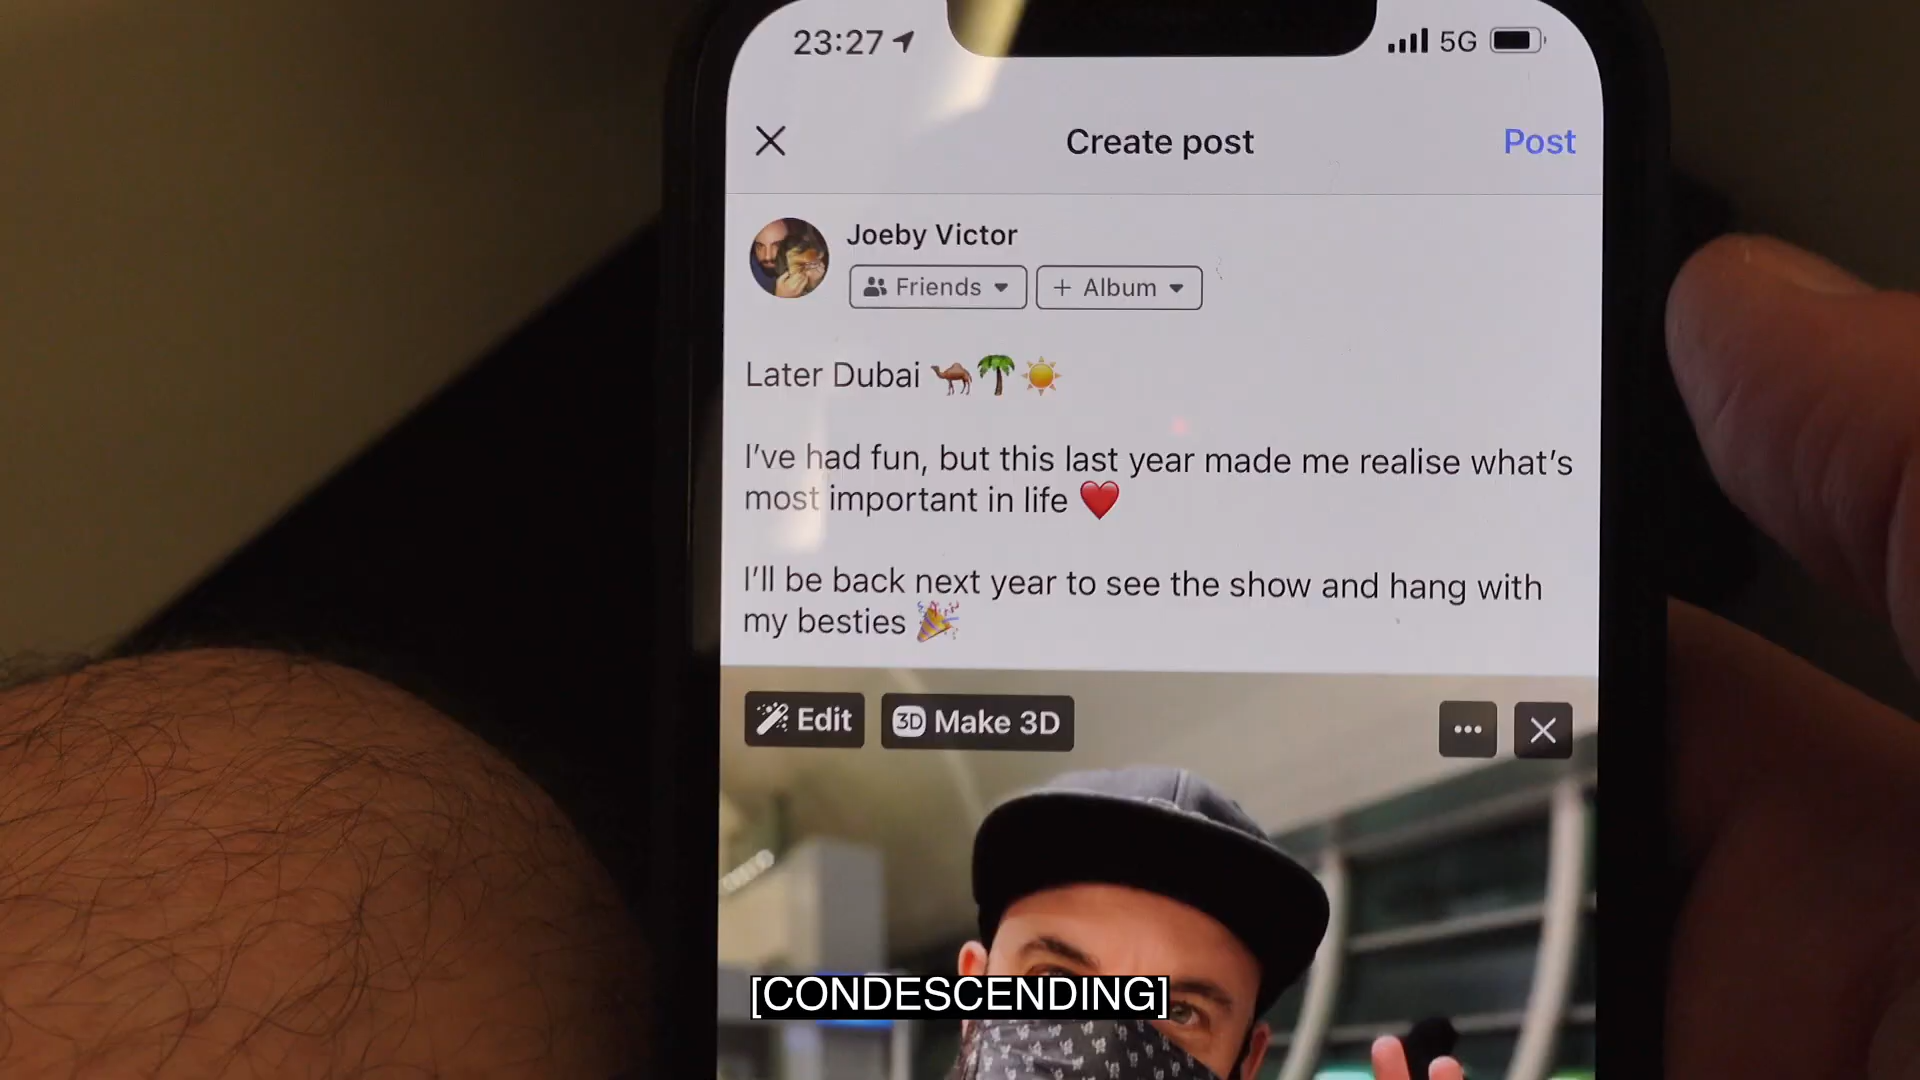 23:27 5G
Create post Post
Joeby Victor
Friends + Album
Later Dubai 🐪🌴☀️
I've had fun, but this last year made me realise what's
most important in life ❤️
I'll be back next year to see the show and hang with
my besties 🎉
Edit 3D Make 3D
[CONDESCENDING]